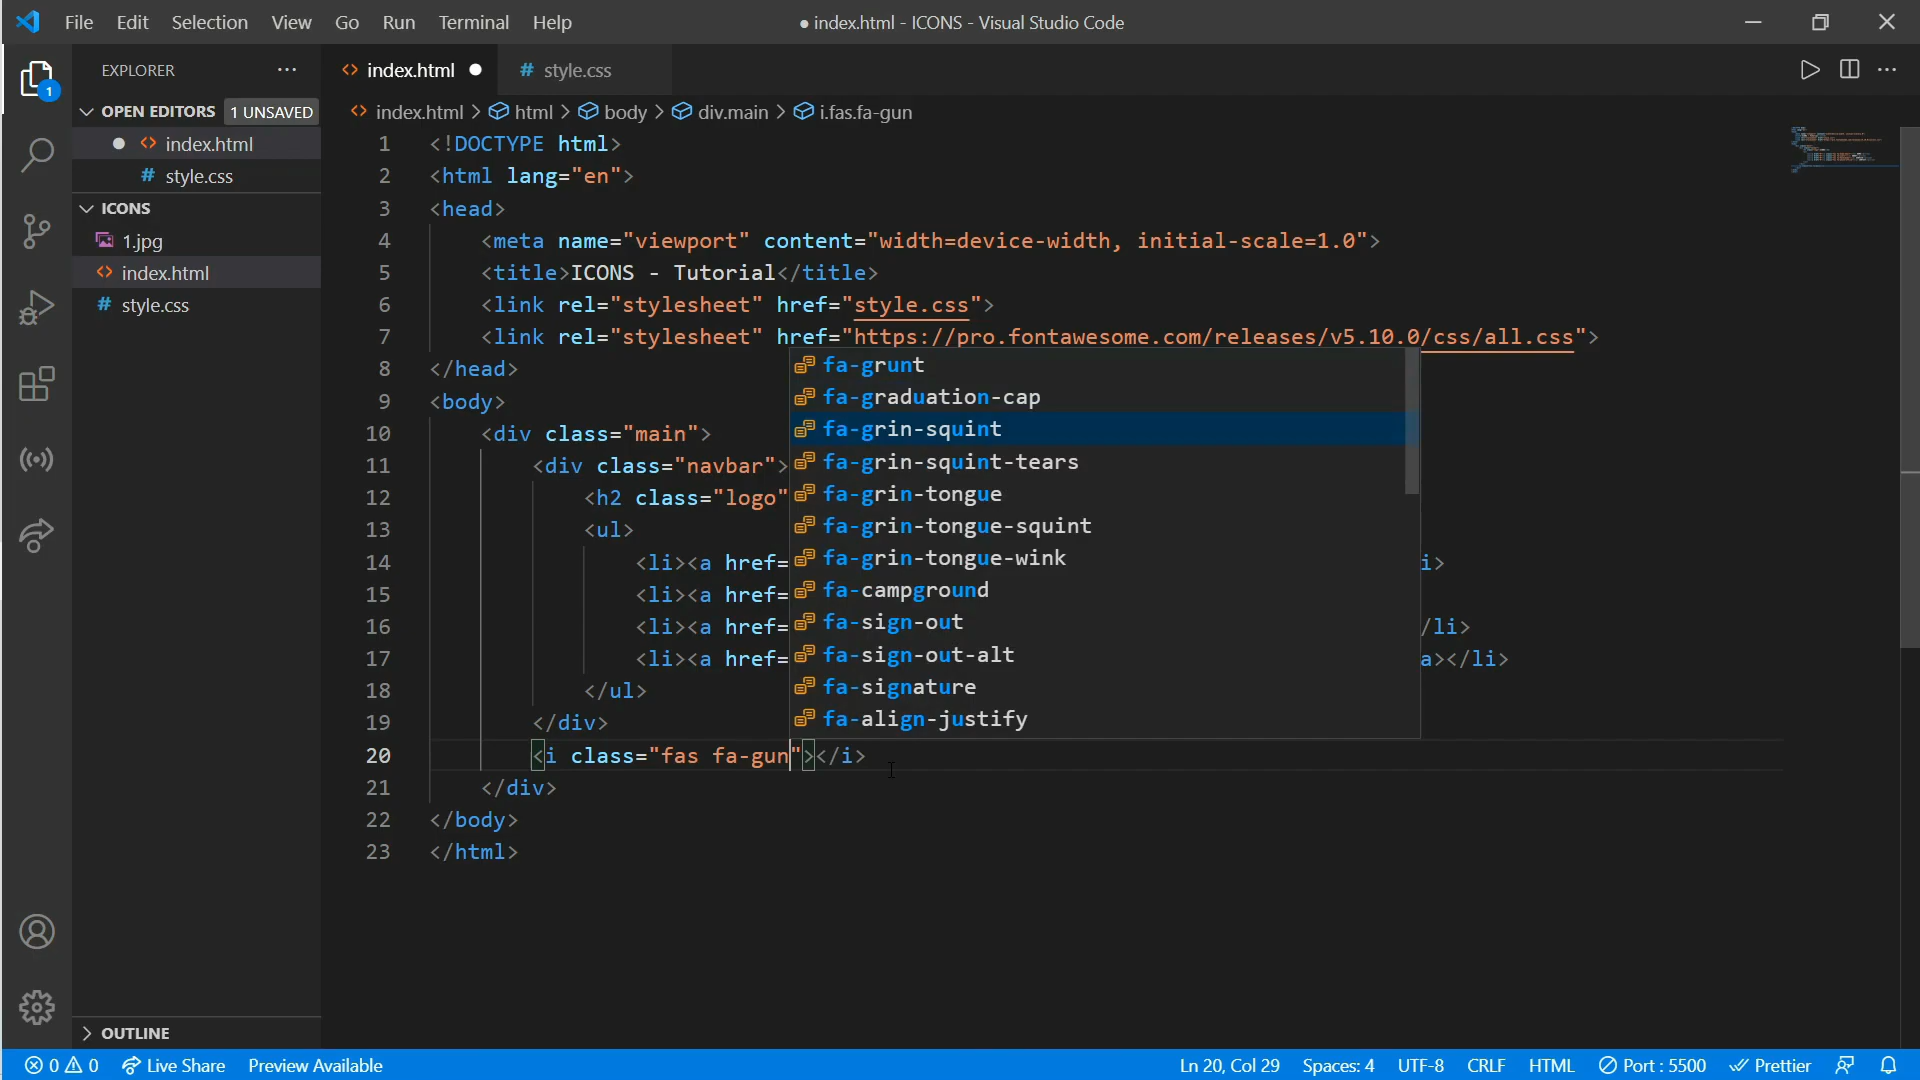 File Edit Selection View Go Run Terminal Help
● index.html - ICONS - Visual Studio Code
EXPLORER
OPEN EDITORS 1 UNSAVED
index.html
# style.css
ICONS
1.jpg
index.html
# style.css
OUTLINE
index.html
# style.css
index.html > html > body > div.main > i.fas.fa-gun
1 <!DOCTYPE html>
2 <html lang="en">
3 <head>
4 <meta name="viewport" content="width=device-width, initial-scale=1.0">
5 <title>ICONS - Tutorial</title>
6 <link rel="stylesheet" href="style.css">
7 <link rel="stylesheet" href="https://pro.fontawesome.com/releases/v5.10.0/css/all.css">
8 </head>
9 <body>
10 <div class="main">
11 <div class="navbar">
12 <h2 class="logo"
13 <ul>
14 <li><a href= i>
15 <li><a href=
16 <li><a href= /li>
17 <li><a href= a></li>
18 </ul>
19 </div>
20 <i class="fas fa-gun"></i>
21 </div>
22 </body>
23 </html>
fa-grunt
fa-graduation-cap
fa-grin-squint
fa-grin-squint-tears
fa-grin-tongue
fa-grin-tongue-squint
fa-grin-tongue-wink
fa-campground
fa-sign-out
fa-sign-out-alt
fa-signature
fa-align-justify
1
0 0 Live Share Preview Available
Ln 20, Col 29 Spaces: 4 UTF-8 CRLF HTML Port : 5500 Prettier